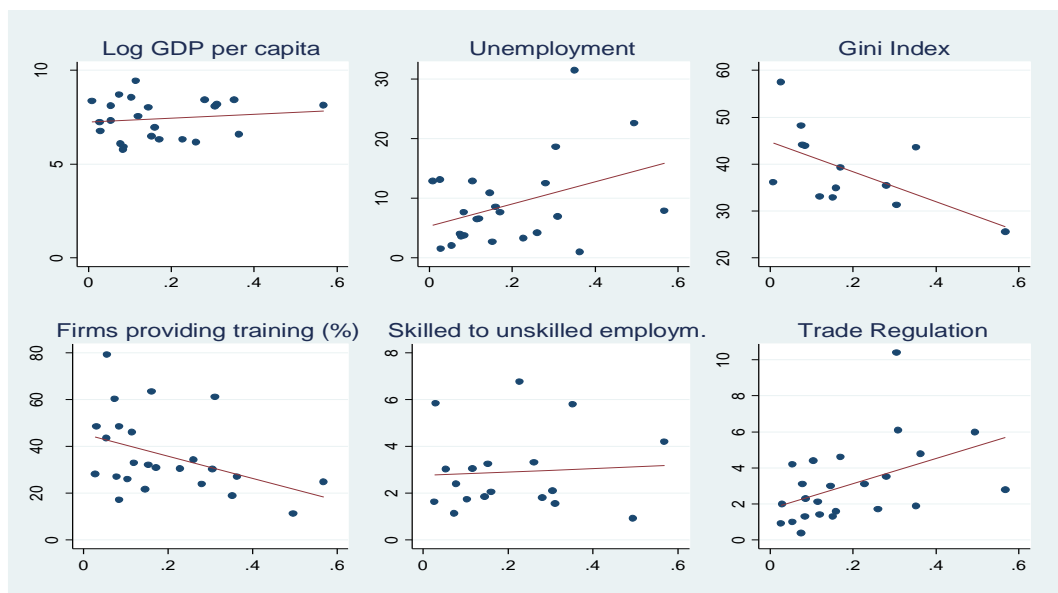 Log GDP per capita
Unemployment
Gini Index
10
5
0
0 .2 .4 .6
30
20
10
0
0 .2 .4 .6
60
50
40
30
20
0 .2 .4 .6
Firms providing training (%)
Skilled to unskilled employm.
Trade Regulation
80
60
40
20
0
0 .2 .4 .6
8
6
4
2
0
0 .2 .4 .6
10
8
6
4
2
0
0 .2 .4 .6